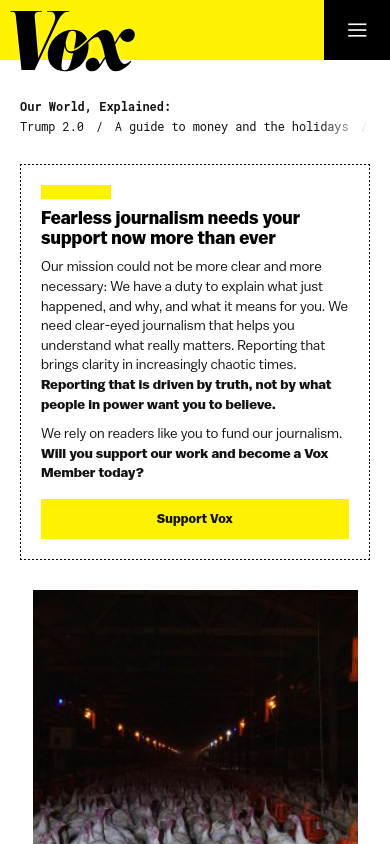 Vox
Our World, Explained:
Trump 2.0 / A guide to money and the holidays /
Fearless journalism needs your
support now more than ever
Our mission could not be more clear and more
necessary: We have a duty to explain what just
happened, and why, and what it means for you. We
need clear-eyed journalism that helps you
understand what really matters. Reporting that
brings clarity in increasingly chaotic times.
Reporting that is driven by truth, not by what
people in power want you to believe.
We rely on readers like you to fund our journalism.
Will you support our work and become a Vox
Member today?
Support Vox